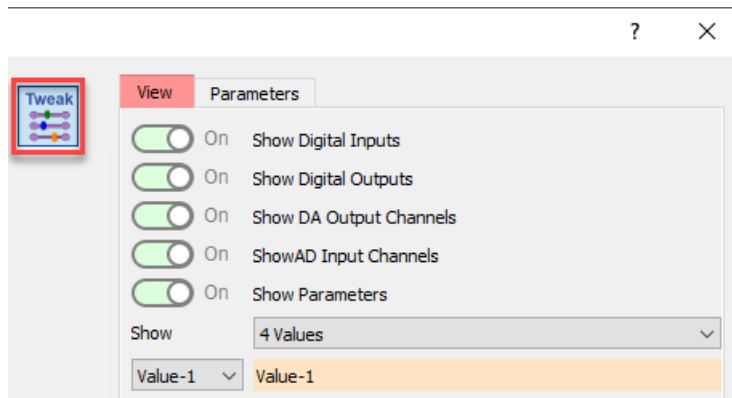 ?
Tweak
View Parameters
On Show Digital Inputs
On Show Digital Outputs
On Show DA Output Channels
On ShowAD Input Channels
On Show Parameters
Show 4 Values
Value-1 Value-1